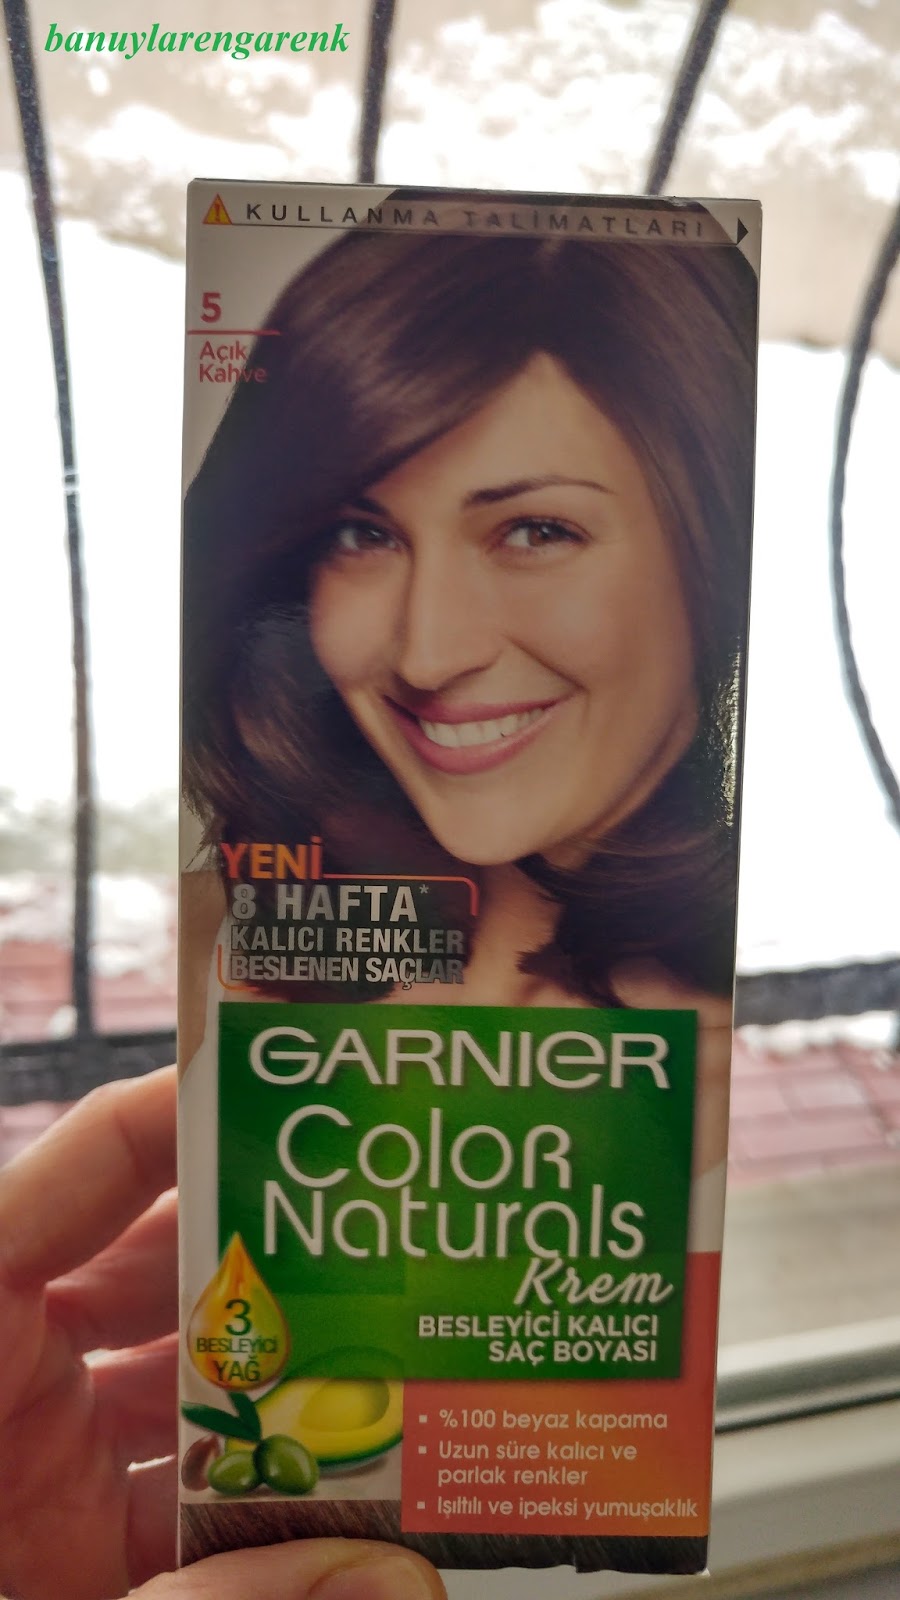 banuylarengarenk
KULLANMA TALİMATLARI
5
Açık
Kahve
YENİ
8 HAFTA*
KALICI RENKLER
BESLENEN SAÇLAR
GARNIER
Color
Naturals
Krem
BESLEYİCİ KALICI
SAÇ BOYASI
3
BESLEYİCİ
YAĞ
▪ %100 beyaz kapama
▪ Uzun süre kalıcı ve
parlak renkler
▪ Işıltılı ve ipeksi yumuşaklık